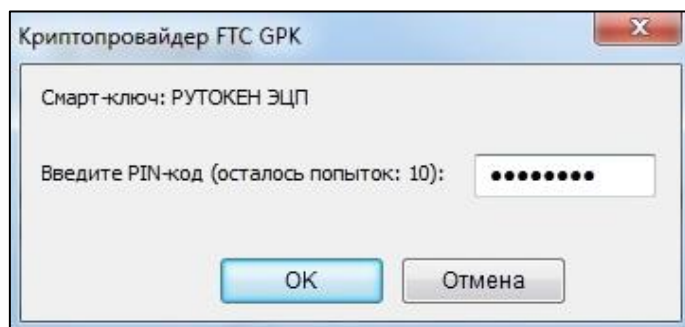 Криптопровайдер FTC GPK
Смарт-ключ: РУТОКЕН ЭЦП
Введите PIN-код (осталось попыток: 10): ••••••••
OK
Отмена